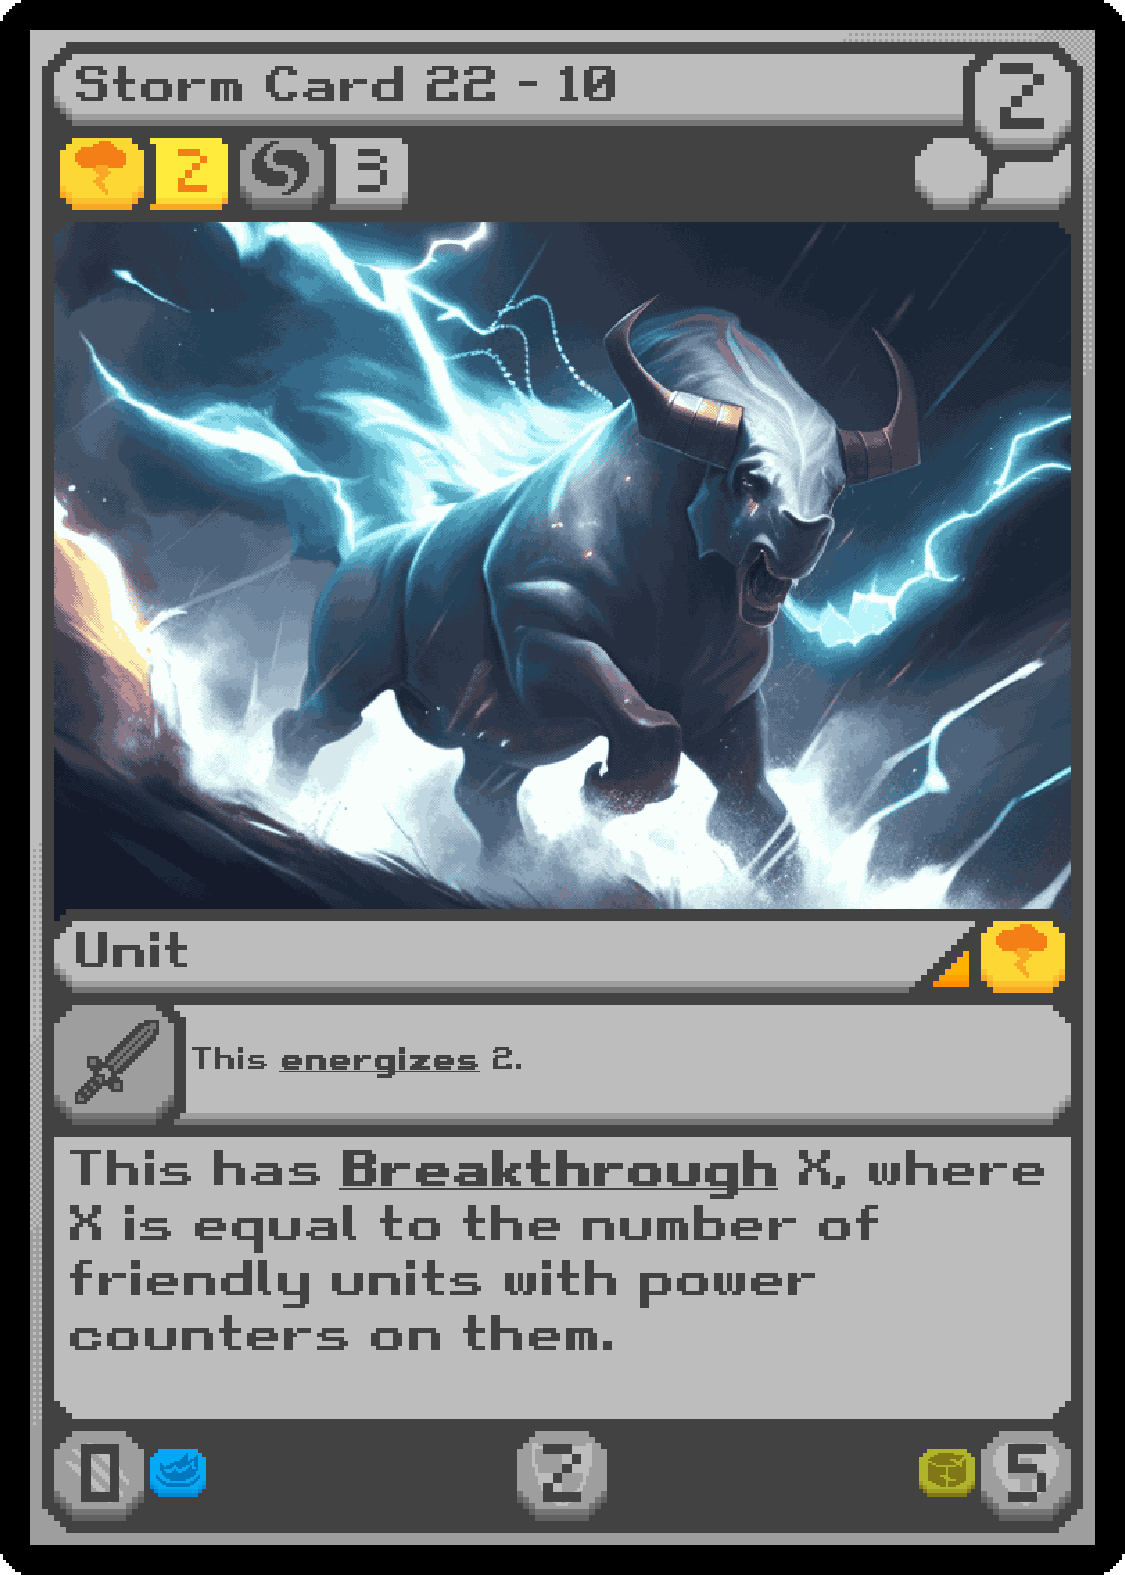 Storm Card 22 - 10
2
2 3
Unit
This energizes 2.
This has Breakthrough X, where
X is equal to the number of
friendly units with power
counters on them.
0 2 5